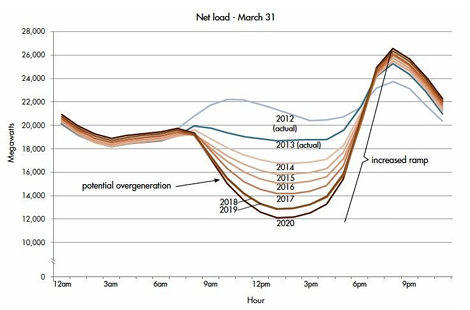 Net load - March 31
28,000
26,000
24,000
22,000
20,000
18,000
16,000
14,000
12,000
10,000
0
Megawatts
2012
(actual)
2013 (actual)
2014
2015
2016
2017
2018
2019
2020
potential overgeneration
increased ramp
12am
3am
6am
9am
12pm
3pm
6pm
9pm
Hour